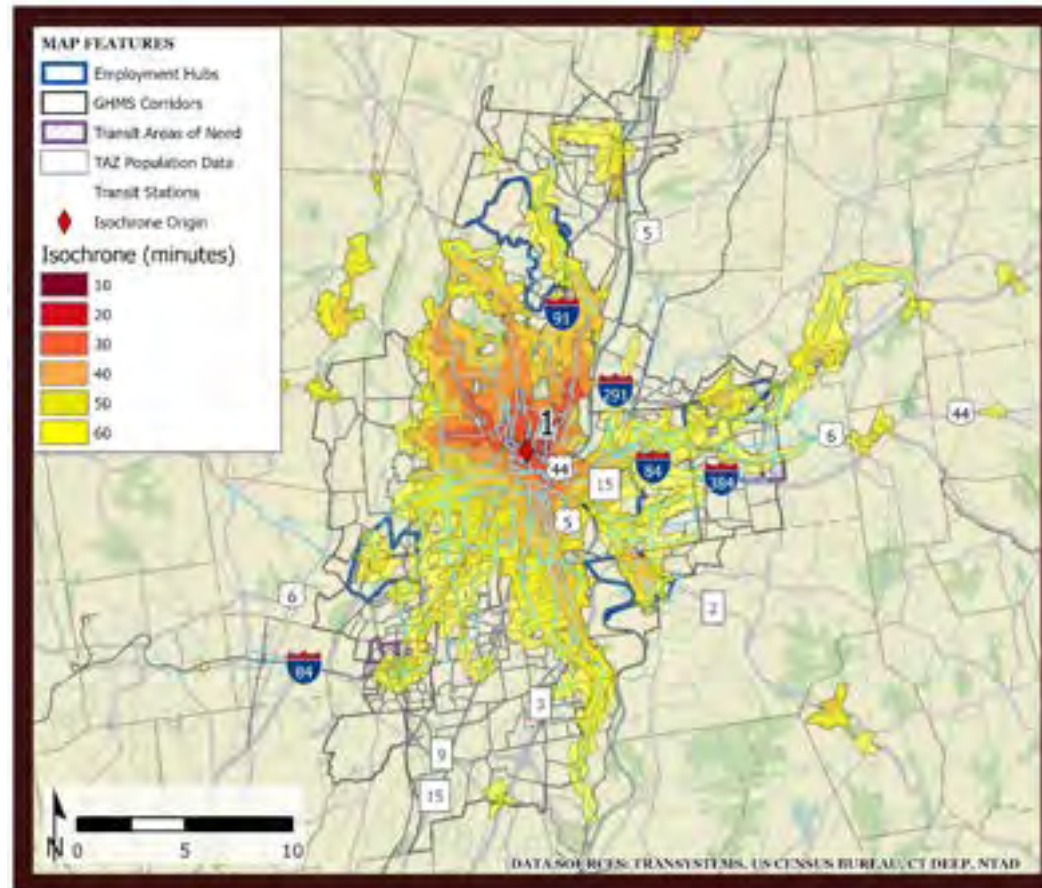 MAP FEATURES
Employment Hubs
GHMS Corridors
Transit Areas of Need
TAZ Population Data
Transit Stations
Isochrone Origin
Isochrone (minutes)
10
20
30
40
50
60
5
91
291
1
44
6
44
84
384
15
5
6
2
84
3
9
15
N
0 5 10
DATA SOURCES: TRANSYSTEMS, US CENSUS BUREAU, CT DEEP, NTAD